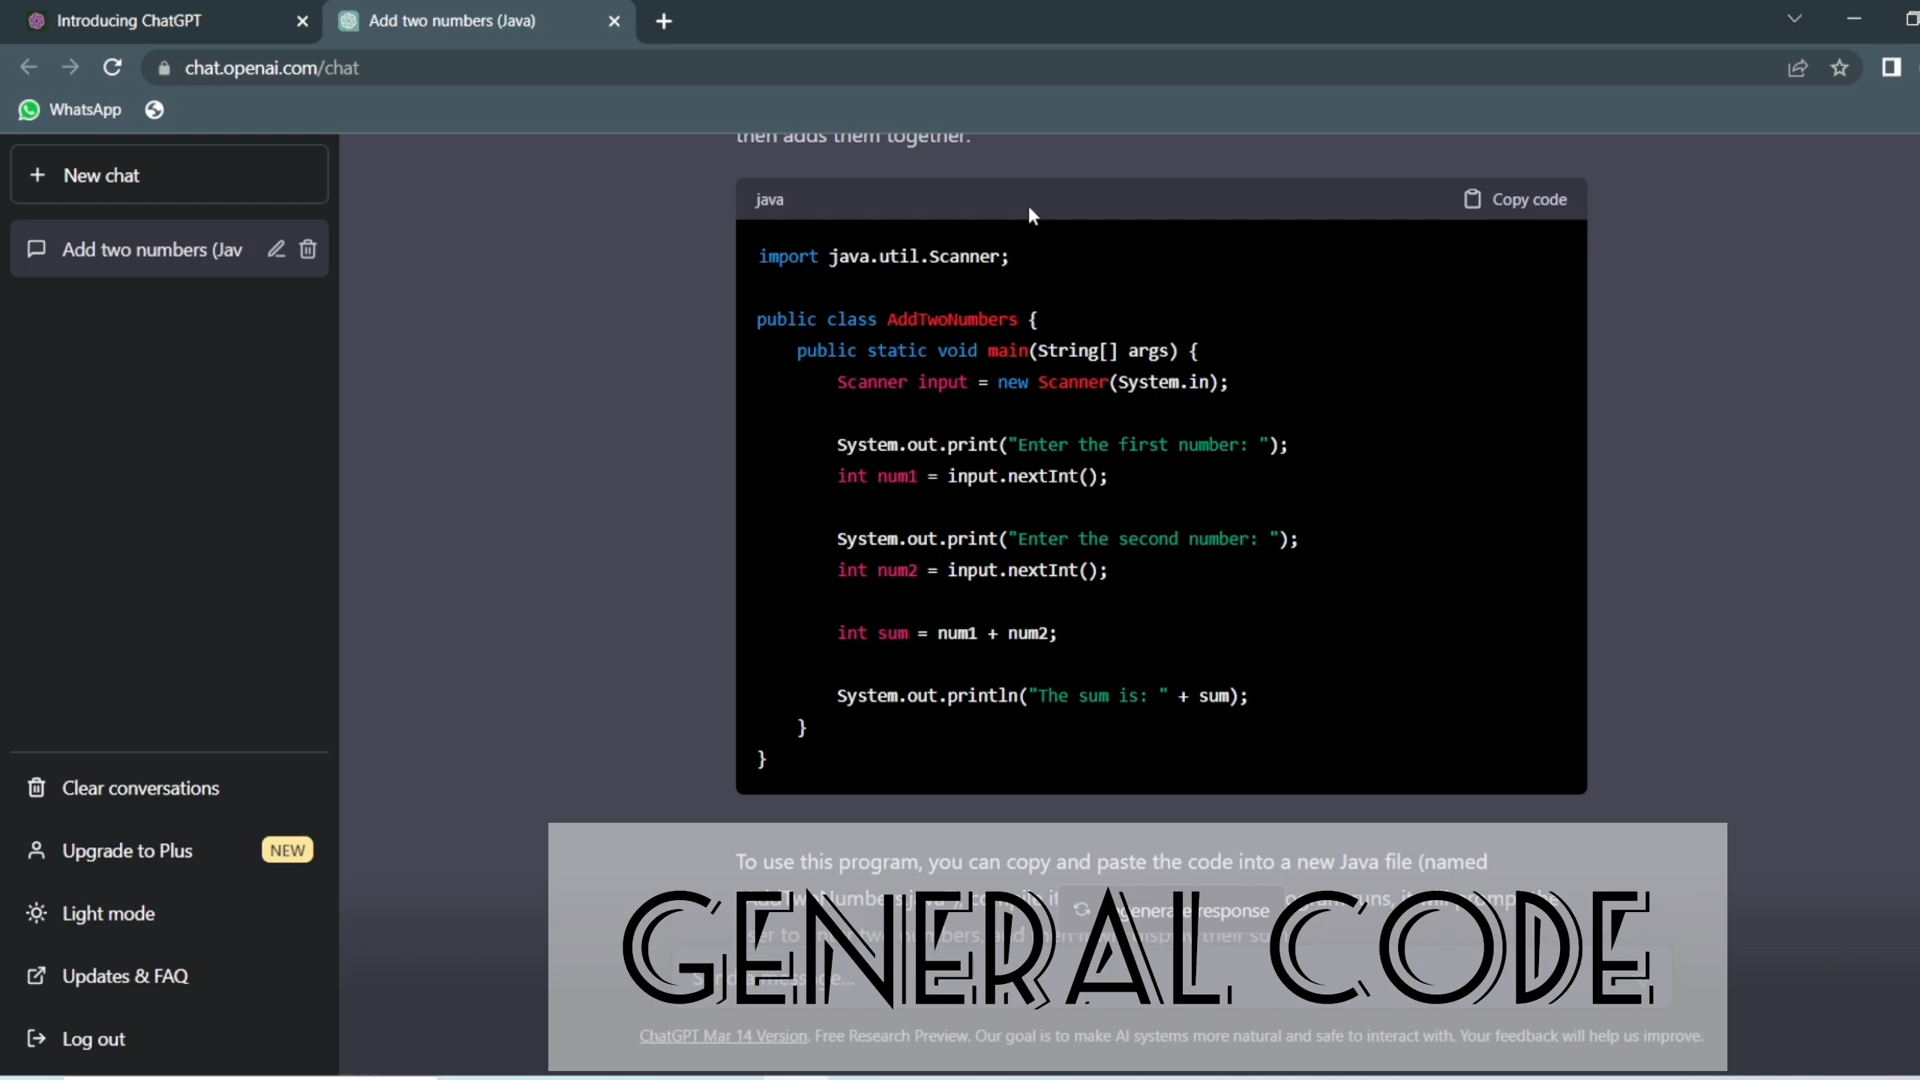 Introducing ChatGPT
Add two numbers (Java)
chat.openai.com/chat
WhatsApp
New chat
Add two numbers (Jav
Clear conversations
Upgrade to Plus NEW
Light mode
Updates & FAQ
Log out
then adds them together.
java
Copy code
import java.util.Scanner;
public class AddTwoNumbers {
public static void main(String[] args) {
Scanner input = new Scanner(System.in);
System.out.print("Enter the first number: ");
int num1 = input.nextInt();
System.out.print("Enter the second number: ");
int num2 = input.nextInt();
int sum = num1 + num2;
System.out.println("The sum is: " + sum);
}
}
To use this program, you can copy and paste the code into a new Java file (named
response
GENERAL CODE
ChatGPT Mar 14 Version. Free Research Preview. Our goal is to make AI systems more natural and safe to interact with. Your feedback will help us improve.